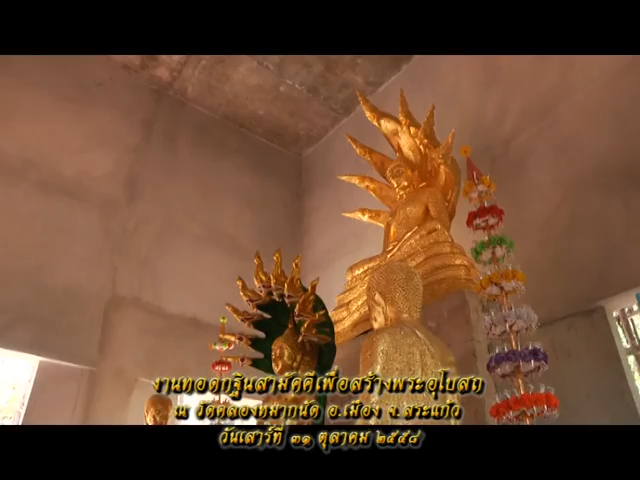 งานทอดกฐินสามัคคีเพื่อสร้างพระอุโบสถ
ณ วัดคลองหมากนัด อ.เมือง จ.สระแก้ว
วันเสาร์ที่ ๓๑ ตุลาคม ๒๕๕๘